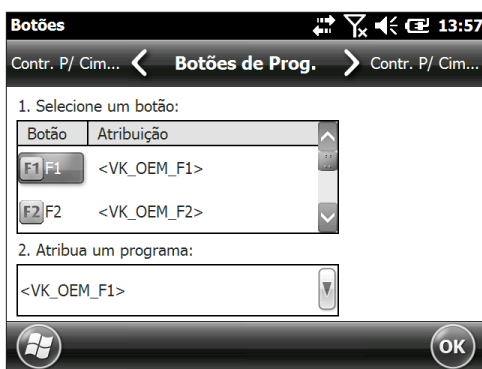 Botões 13:57
Contr. P/ Cim... Botões de Prog. Contr. P/ Cim...
1. Selecione um botão:
Botão Atribuição
F1 F1 <VK_OEM_F1>
F2 F2 <VK_OEM_F2>
2. Atribua um programa:
<VK_OEM_F1>
OK